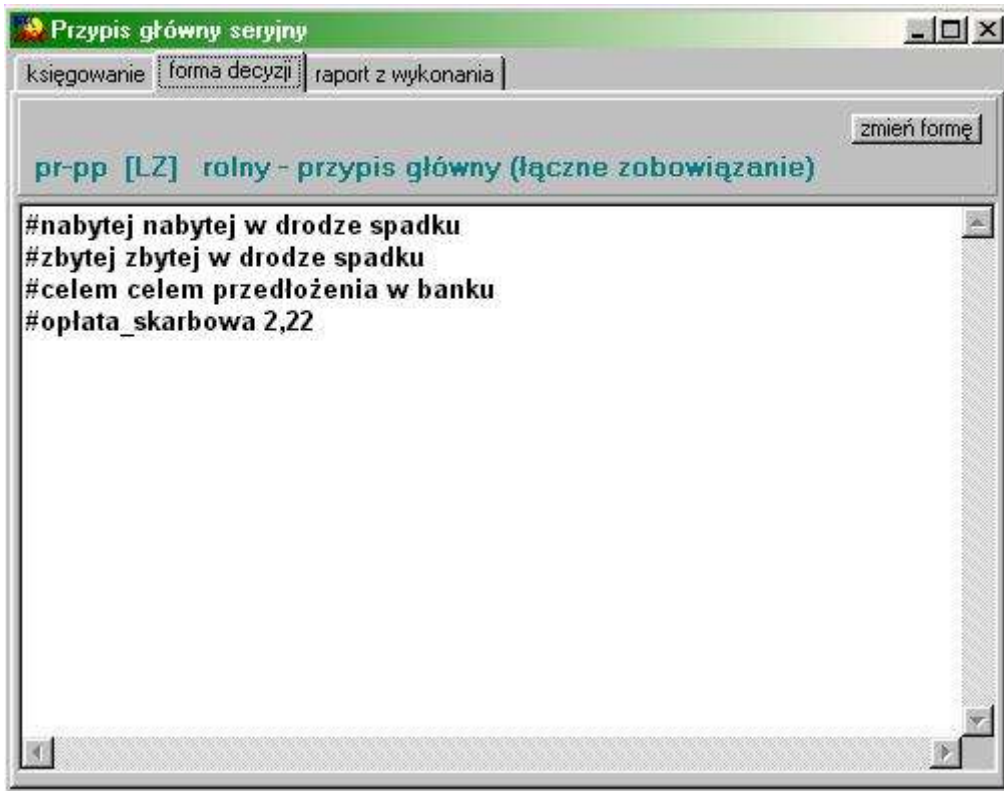 Przypis główny seryjny
księgowanie forma decyzji raport z wykonania
zmień formę
pr-pp [LZ] rolny - przypis główny (łączne zobowiązanie)
#nabytej nabytej w drodze spadku
#zbytej zbytej w drodze spadku
#celem celem przedłożenia w banku
#opłata_skarbowa 2,22